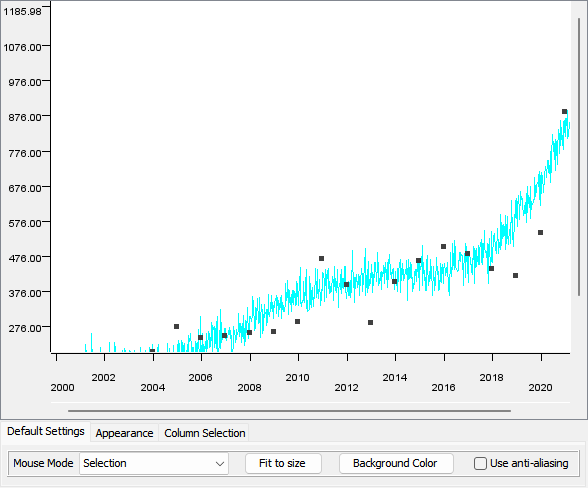 1185.98
1076.00
976.00
876.00
776.00
676.00
576.00
476.00
376.00
276.00
2002 2006 2010 2014 2018
2000 2004 2008 2012 2016 2020
Default Settings Appearance Column Selection
Mouse Mode Selection Fit to size Background Color Use anti-aliasing